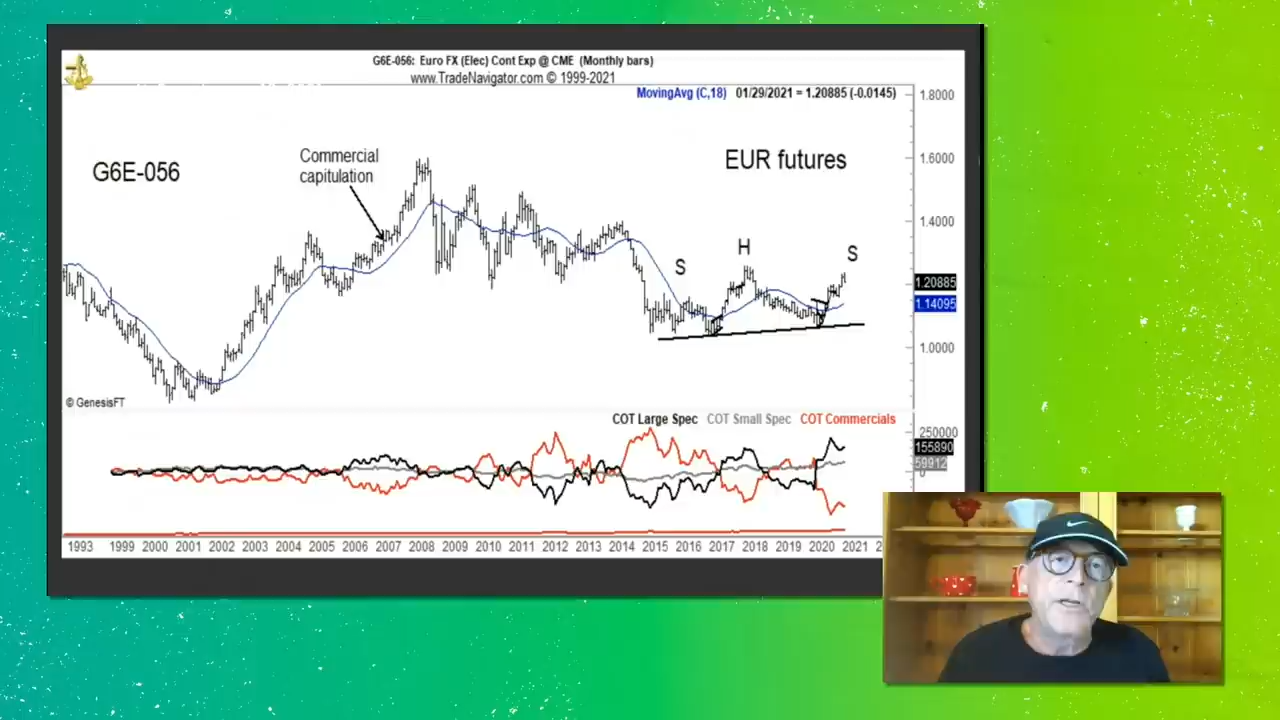 G6E-056: Euro FX (Elec) Cont Exp @ CME (Monthly bars)
www.TradeNavigator.com © 1999-2021
MovingAvg (C,18) 01/29/2021 = 1.20885 (-0.0145)
1.8000
G6E-056
Commercial
capitulation
EUR futures
1.6000
1.4000
S
H
S
1.20885
1.14095
1.0000
© GenesisFT
COT Large Spec COT Small Spec COT Commercials
250000
155890
59912
0
1993 1999 2000 2001 2002 2003 2004 2005 2006 2007 2008 2009 2010 2011 2012 2013 2014 2015 2016 2017 2018 2019 2020 2021